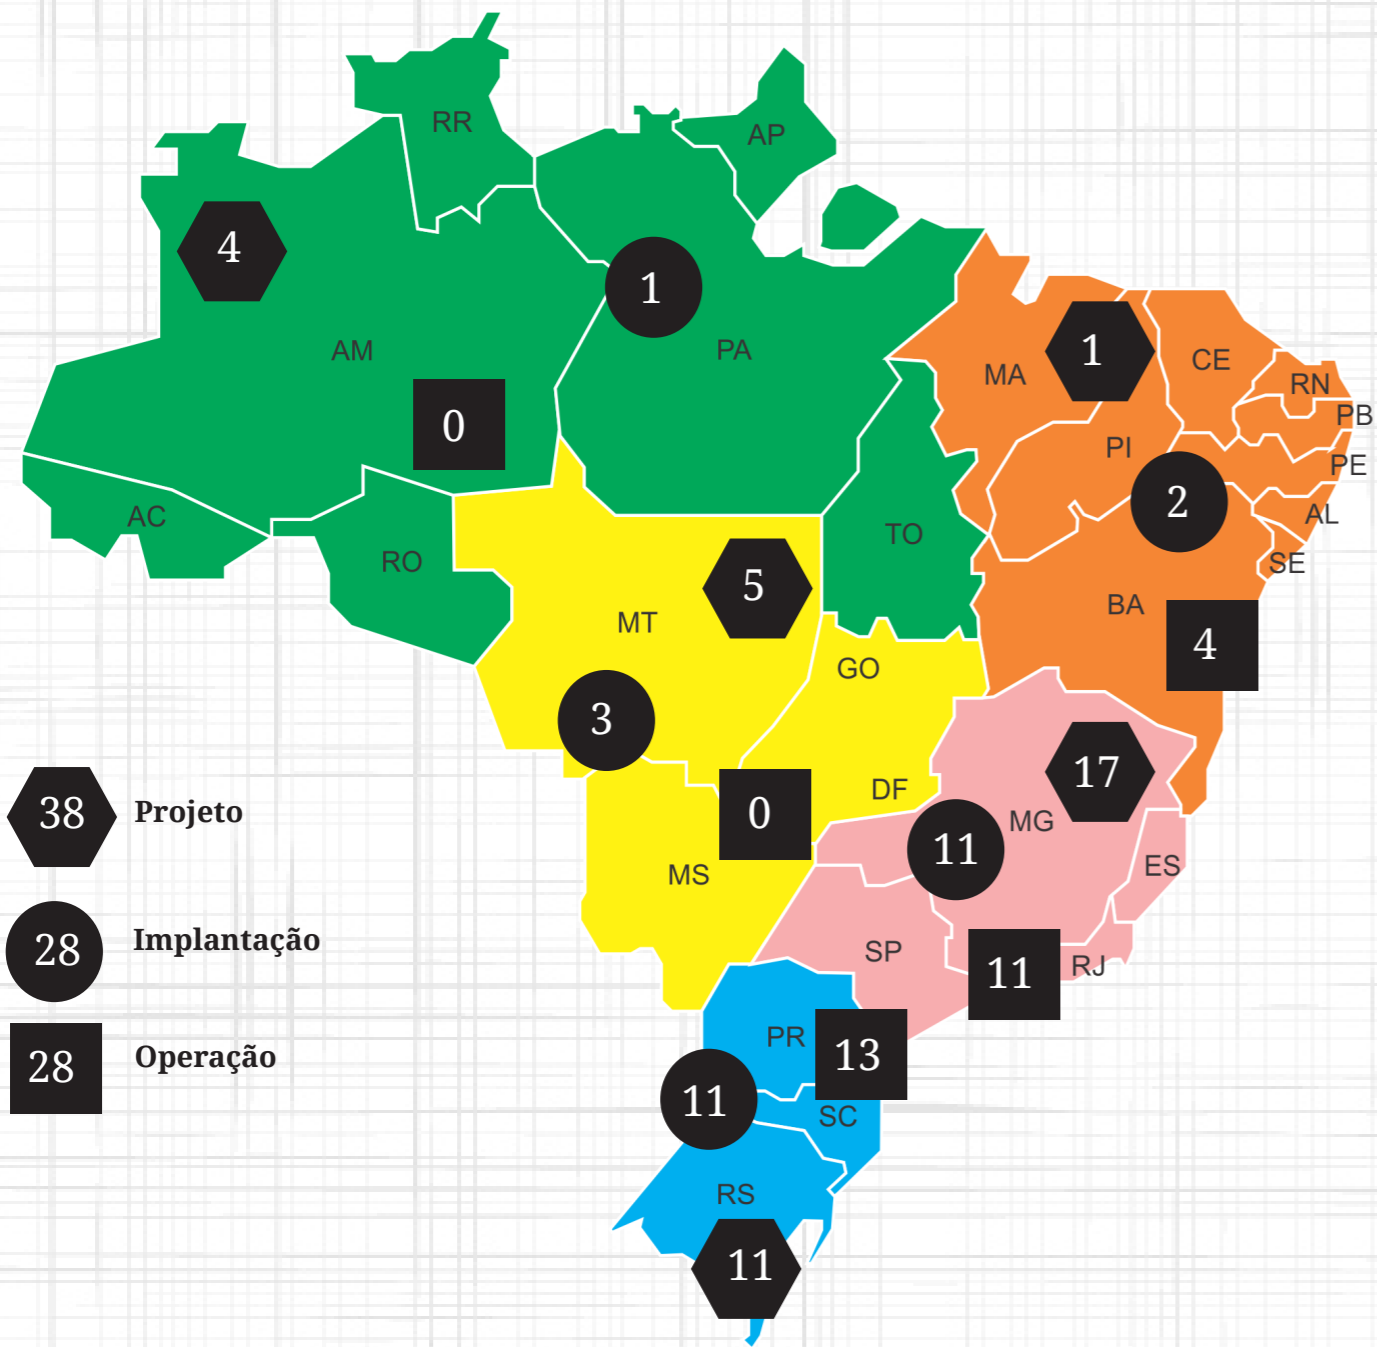 RR
AP
4
1
AM
PA
MA
1
CE
RN
PB
0
PI
PE
2
AC
AL
TO
RO
SE
5
BA
MT
4
GO
3
17
DF
0
MG
38
Projeto
11
ES
MS
28
Implantação
SP
11
RJ
PR
13
28
Operação
11
SC
RS
11